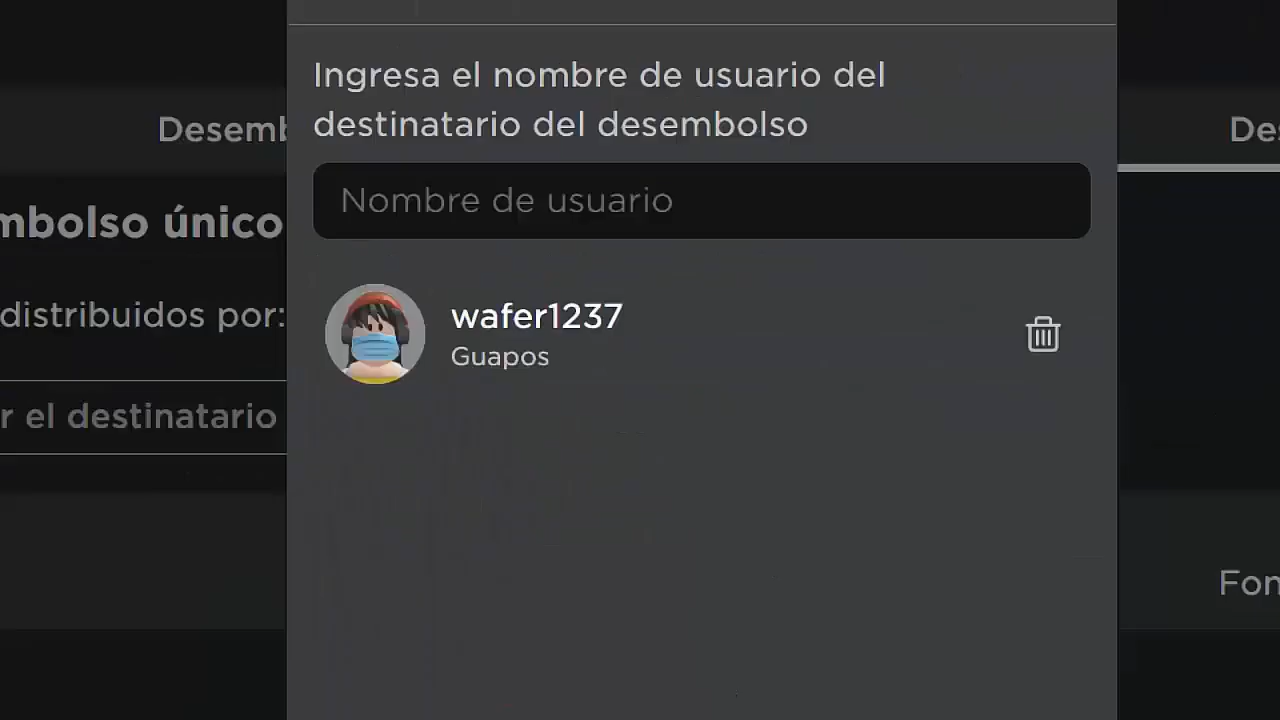 Ingresa el nombre de usuario del
destinatario del desembolso
Desemb
De
Nombre de usuario
mbolso único
distribuidos por:
wafer1237
Guapos
r el destinatario
Fon